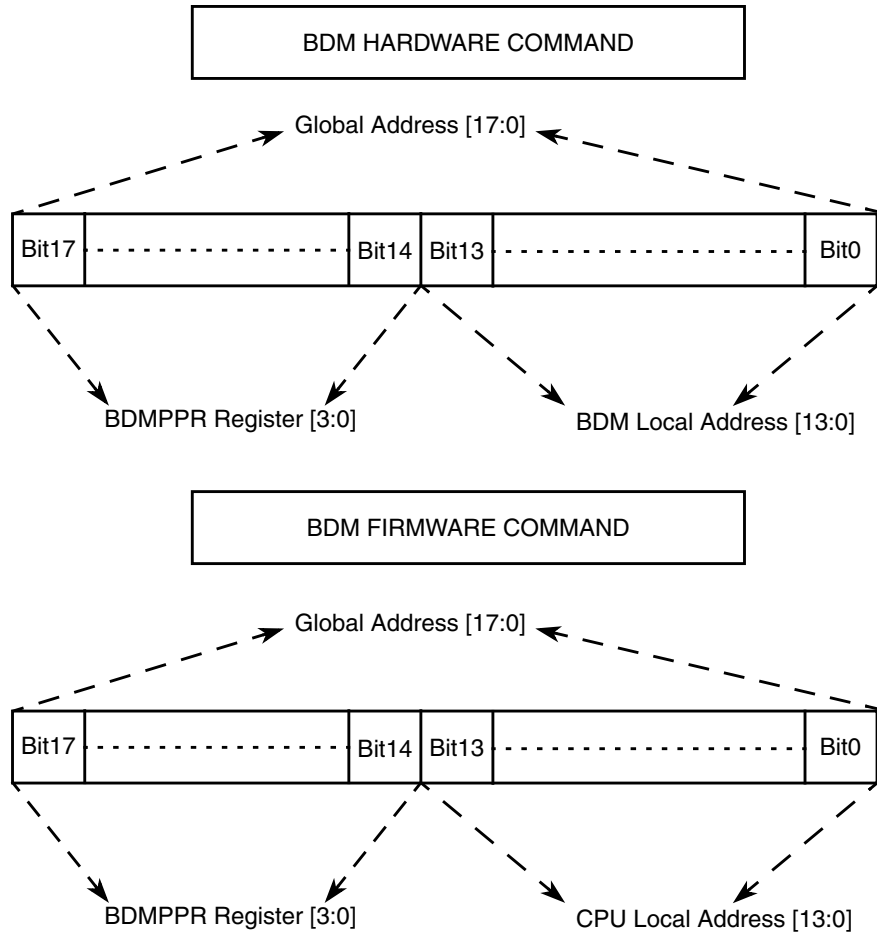 BDM HARDWARE COMMAND
Global Address [17:0]
Bit17 Bit14 Bit13 Bit0
BDMPPR Register [3:0]
BDM Local Address [13:0]
BDM FIRMWARE COMMAND
Global Address [17:0]
Bit17 Bit14 Bit13 Bit0
BDMPPR Register [3:0]
CPU Local Address [13:0]